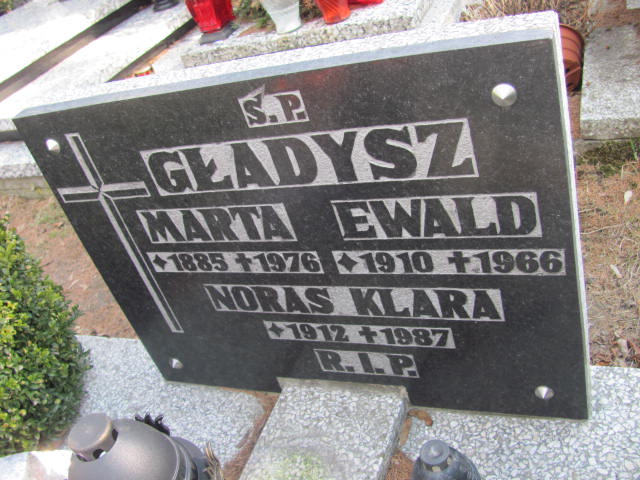 Ś.P.
GŁADYSZ
MARTA EWALD
✦1885 ✝1976 ✦1910 ✝1966
NORAS KLARA
✦1912 ✝1987
R.I.P.